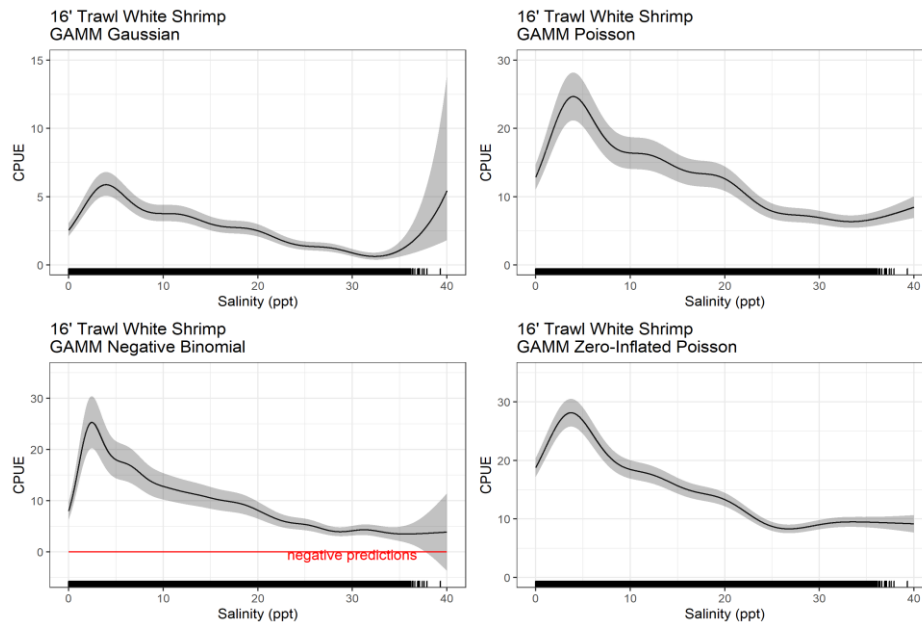 16' Trawl White Shrimp
GAMM Gaussian
15
10
5
0
CPUE
0 10 20 30 40
Salinity (ppt)
16' Trawl White Shrimp
GAMM Poisson
30
20
10
0
CPUE
0 10 20 30 40
Salinity (ppt)
16' Trawl White Shrimp
GAMM Negative Binomial
30
20
10
0
CPUE
negative predictions
0 10 20 30 40
Salinity (ppt)
16' Trawl White Shrimp
GAMM Zero-Inflated Poisson
30
20
10
0
CPUE
0 10 20 30 40
Salinity (ppt)